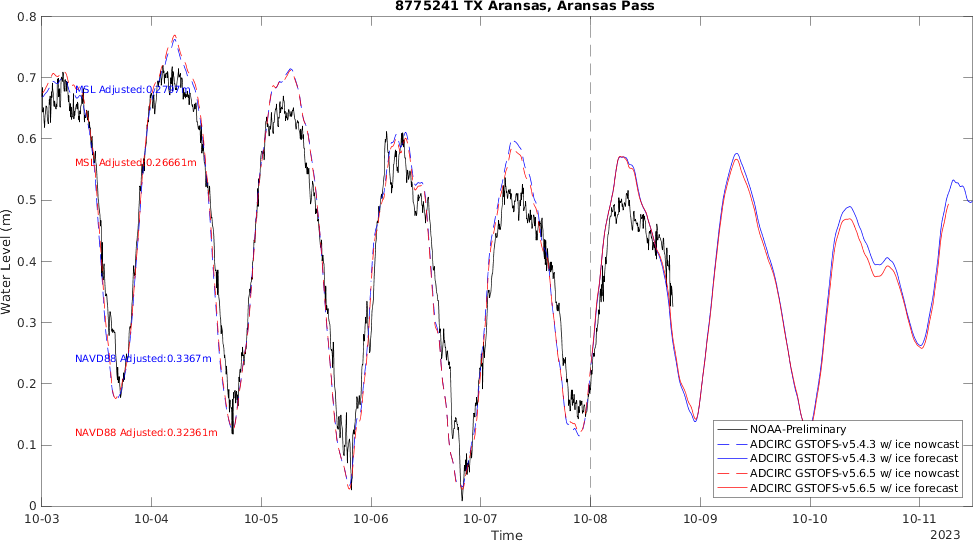 8775241 TX Aransas, Aransas Pass
0.8
0.7
0.6
0.5
0.4
0.3
0.2
0.1
0
Water Level (m)
MSL Adjusted:0.26661m
NAVD88 Adjusted:0.3367m
NAVD88 Adjusted:0.32361m
NOAA-Preliminary
ADCIRC GSTOFS-v5.4.3 w/ ice nowcast
ADCIRC GSTOFS-v5.4.3 w/ ice forecast
ADCIRC GSTOFS-v5.6.5 w/ ice nowcast
ADCIRC GSTOFS-v5.6.5 w/ ice forecast
10-03 10-04 10-05 10-06 10-07 10-08 10-09 10-10 10-11
Time
2023
MSL Adjusted: